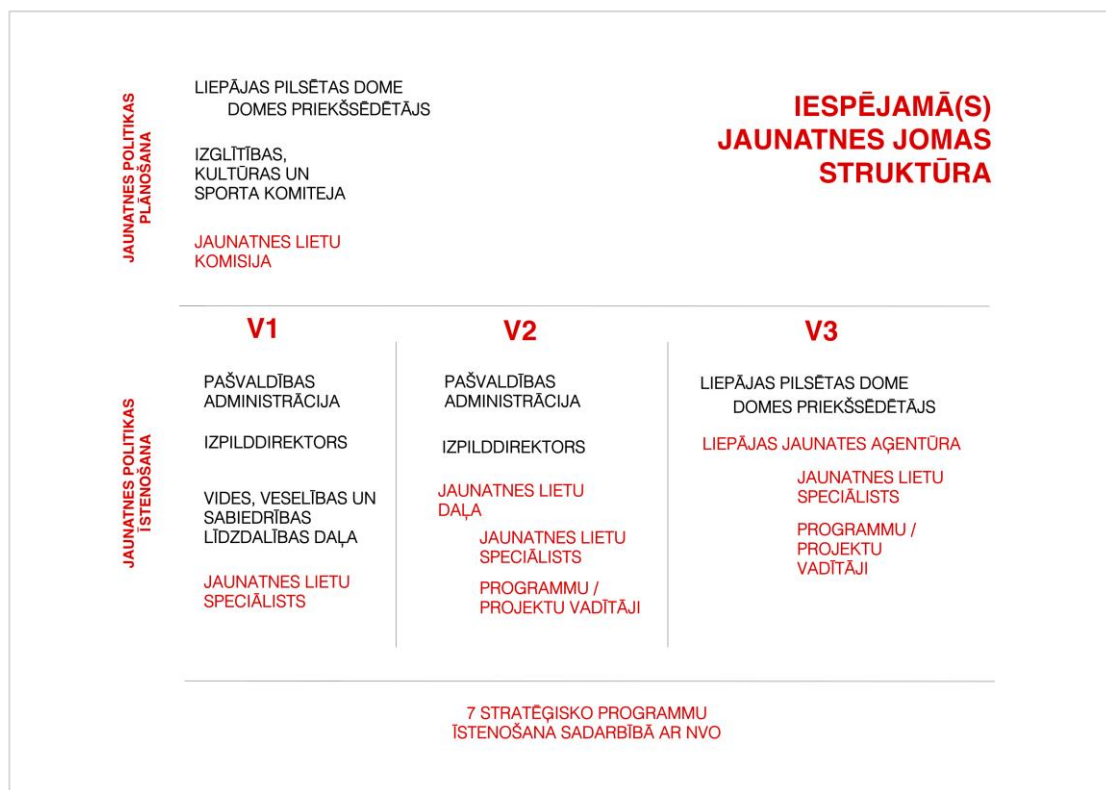 JAUNATNES POLITIKAS
PLĀNOŠANA
LIEPĀJAS PILSĒTAS DOME
DOMES PRIEKŠSĒDĒTĀJS
IZGLĪTĪBAS,
KULTŪRAS UN
SPORTA KOMITEJA
JAUNATNES LIETU
KOMISIJA
IESPĒJAMĀ(S)
JAUNATNES JOMAS
STRUKTŪRA
JAUNATNES POLITIKAS
ĪSTENOŠANA
V1
PAŠVALDĪBAS
ADMINISTRĀCIJA
IZPILDDIREKTORS
VIDES, VESELĪBAS UN
SABIEDRĪBAS
LĪDZDALĪBAS DAĻA
JAUNATNES LIETU
SPECIĀLISTS
V2
PAŠVALDĪBAS
ADMINISTRĀCIJA
IZPILDDIREKTORS
JAUNATNES LIETU
DAĻA
JAUNATNES LIETU
SPECIĀLISTS
PROGRAMMU /
PROJEKTU VADĪTĀJI
V3
LIEPĀJAS PILSĒTAS DOME
DOMES PRIEKŠSĒDĒTĀJS
LIEPĀJAS JAUNATES AĢENTŪRA
JAUNATNES LIETU
SPECIĀLISTS
PROGRAMMU /
PROJEKTU
VADĪTĀJI
7 STRATĒĢISKO PROGRAMMU
ĪSTENOŠANA SADARBĪBĀ AR NVO